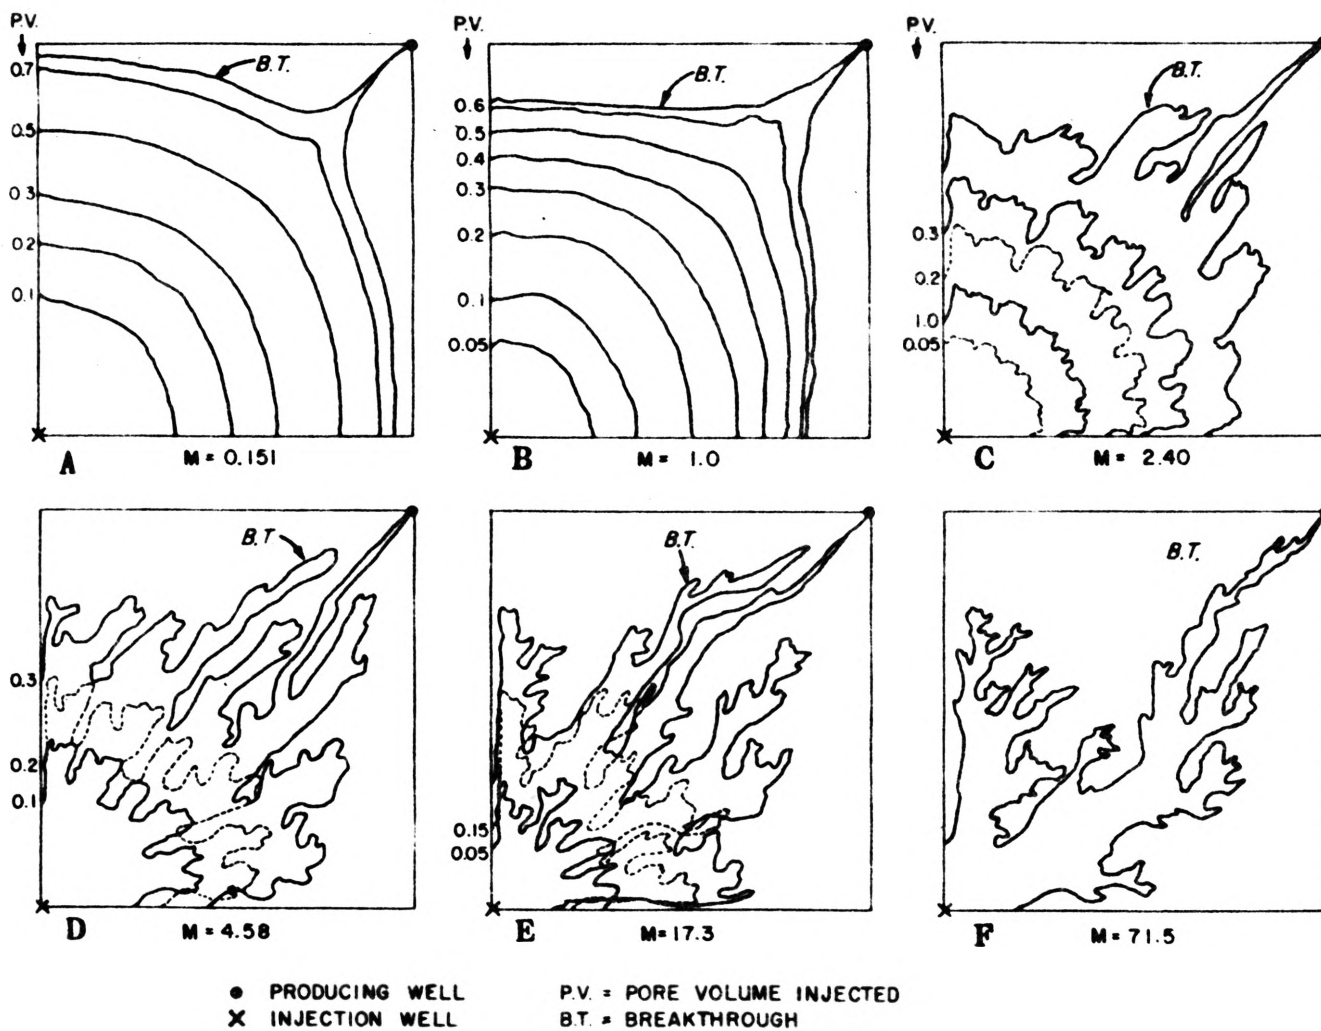 P.V.
0.7
0.5
0.3
0.2
0.1
B.T.
A
M = 0.151
P.V.
0.6
0.5
0.4
0.3
0.2
0.1
0.05
B.T.
B
M = 1.0
P.V.
0.3
0.2
1.0
0.05
B.T.
C
M = 2.40
0.3
0.2
0.1
B.T
D
M = 4.58
0.15
0.05
B.T.
E
M = 17.3
B.T.
F
M = 71.5
● PRODUCING WELL
X INJECTION WELL
P.V. = PORE VOLUME INJECTED
B.T. = BREAKTHROUGH